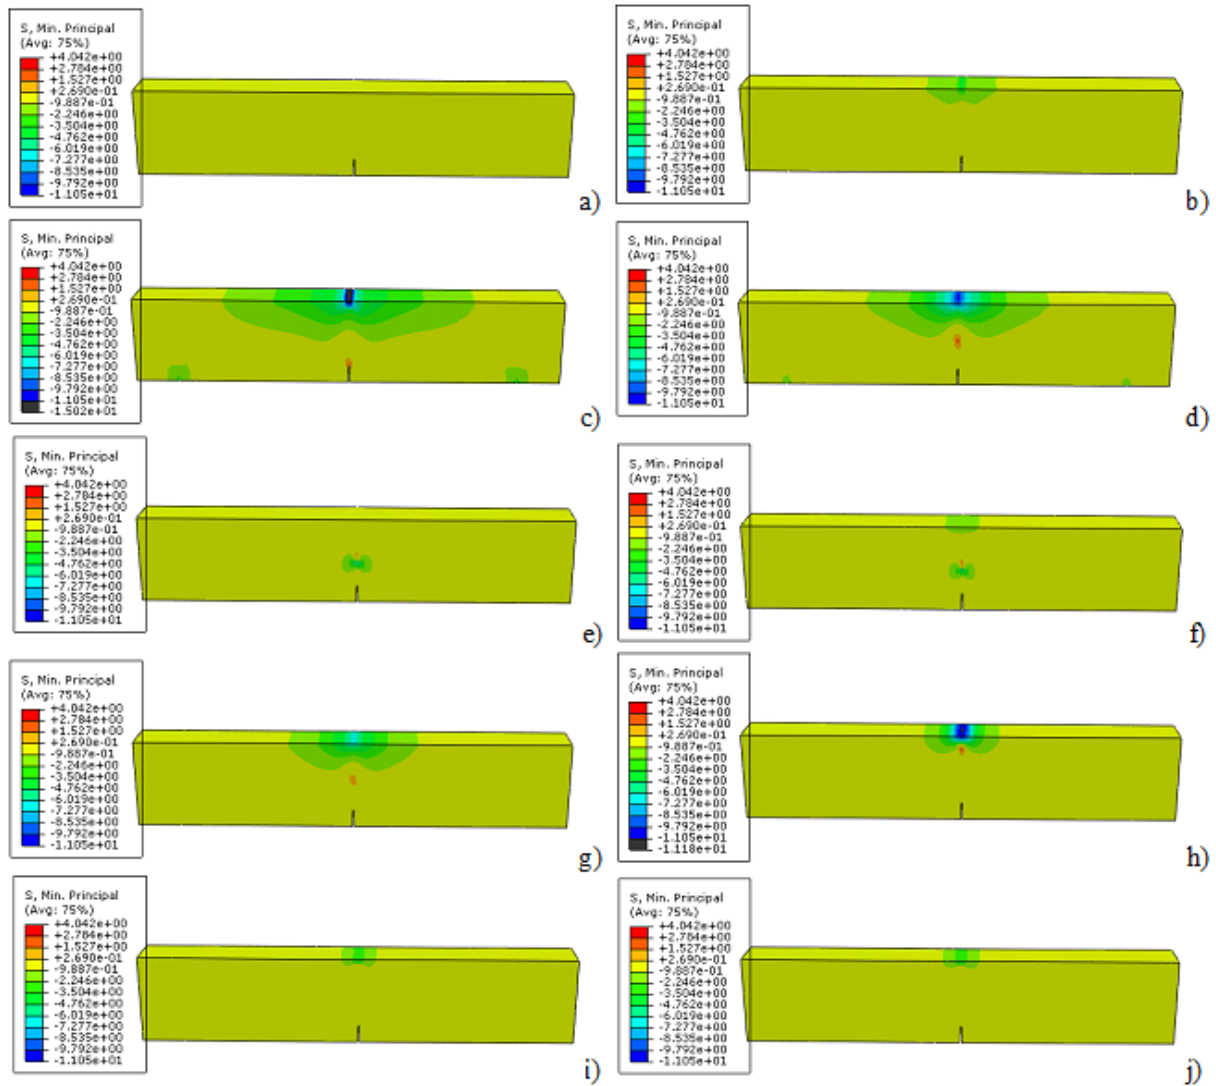 S, Min. Principal
(Avg: 75%)
+4.042e+00
+2.784e+00
+1.527e+00
+2.690e-01
-9.887e-01
-2.246e+00
-3.504e+00
-4.762e+00
-6.019e+00
-7.277e+00
-8.535e+00
-9.792e+00
-1.105e+01
a)
S, Min. Principal
(Avg: 75%)
+4.042e+00
+2.784e+00
+1.527e+00
+2.690e-01
-9.887e-01
-2.246e+00
-3.504e+00
-4.762e+00
-6.019e+00
-7.277e+00
-8.535e+00
-9.792e+00
-1.105e+01
b)
S, Min. Principal
(Avg: 75%)
+4.042e+00
+2.784e+00
+1.527e+00
+2.690e-01
-9.887e-01
-2.246e+00
-3.504e+00
-4.762e+00
-6.019e+00
-7.277e+00
-8.535e+00
-9.792e+00
-1.105e+01
-1.502e+01
c)
S, Min. Principal
(Avg: 75%)
+4.042e+00
+2.784e+00
+1.527e+00
+2.690e-01
-9.887e-01
-2.246e+00
-3.504e+00
-4.762e+00
-6.019e+00
-7.277e+00
-8.535e+00
-9.792e+00
-1.105e+01
d)
S, Min. Principal
(Avg: 75%)
+4.042e+00
+2.784e+00
+1.527e+00
+2.690e-01
-9.887e-01
-2.246e+00
-3.504e+00
-4.762e+00
-6.019e+00
-7.277e+00
-8.535e+00
-9.792e+00
-1.105e+01
e)
S, Min. Principal
(Avg: 75%)
+4.042e+00
+2.784e+00
+1.527e+00
+2.690e-01
-9.887e-01
-2.246e+00
-3.504e+00
-4.762e+00
-6.019e+00
-7.277e+00
-8.535e+00
-9.792e+00
-1.105e+01
f)
S, Min. Principal
(Avg: 75%)
+4.042e+00
+2.784e+00
+1.527e+00
+2.690e-01
-9.887e-01
-2.246e+00
-3.504e+00
-4.762e+00
-6.019e+00
-7.277e+00
-8.535e+00
-9.792e+00
-1.105e+01
g)
S, Min. Principal
(Avg: 75%)
+4.042e+00
+2.784e+00
+1.527e+00
+2.690e-01
-9.887e-01
-2.246e+00
-3.504e+00
-4.762e+00
-6.019e+00
-7.277e+00
-8.535e+00
-9.792e+00
-1.105e+01
-1.118e+01
h)
S, Min. Principal
(Avg: 75%)
+4.042e+00
+2.784e+00
+1.527e+00
+2.690e-01
-9.887e-01
-2.246e+00
-3.504e+00
-4.762e+00
-6.019e+00
-7.277e+00
-8.535e+00
-9.792e+00
-1.105e+01
i)
S, Min. Principal
(Avg: 75%)
+4.042e+00
+2.784e+00
+1.527e+00
+2.690e-01
-9.887e-01
-2.246e+00
-3.504e+00
-4.762e+00
-6.019e+00
-7.277e+00
-8.535e+00
-9.792e+00
-1.105e+01
j)